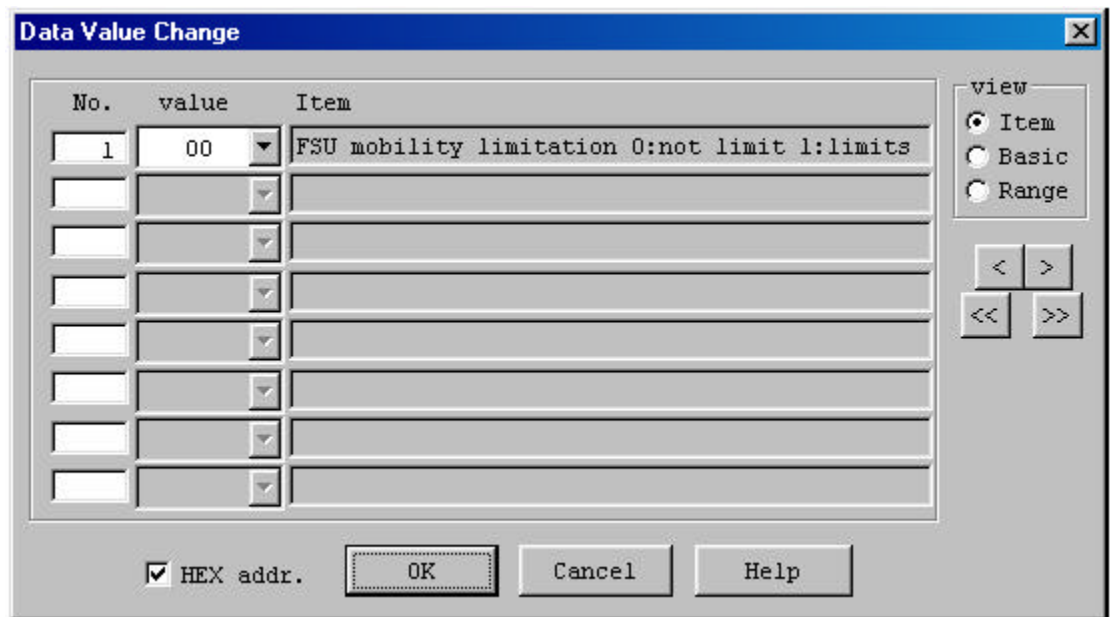 Data Value Change
No. value Item
1 00 FSU mobility limitation 0:not limit 1:limits
view
Item
Basic
Range
< >
<< >>
HEX addr. OK Cancel Help